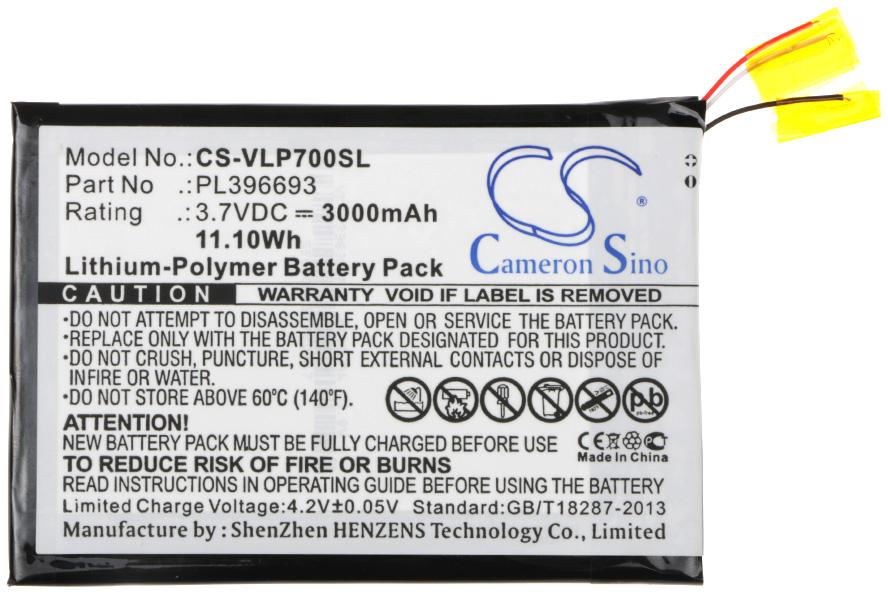 Model No.: CS-VLP700SL
Part No .: PL396693
Rating .: 3.7VDC ⎓ 3000mAh
11.10Wh
Lithium-Polymer Battery Pack
CS ®
Cameron Sino
CAUTION WARRANTY VOID IF LABEL IS REMOVED
•DO NOT ATTEMPT TO DISASSEMBLE, OPEN OR SERVICE THE BATTERY PACK.
•REPLACE ONLY WITH THE BATTERY PACK DESIGNATED FOR THIS PRODUCT.
•DO NOT CRUSH, PUNCTURE, SHORT EXTERNAL CONTACTS OR DISPOSE OF
INFIRE OR WATER.
•DO NOT STORE ABOVE 60°C (140°F).
pb
ATTENTION!
NEW BATTERY PACK MUST BE FULLY CHARGED BEFORE USE
CE
Made In China
TO REDUCE RISK OF FIRE OR BURNS
READ INSTRUCTIONS IN OPERATING GUIDE BEFORE USING THE BATTERY
Limited Charge Voltage:4.2V±0.05V Standard:GB/T18287-2013
Manufacture by : ShenZhen HENZENS Technology Co., Limited